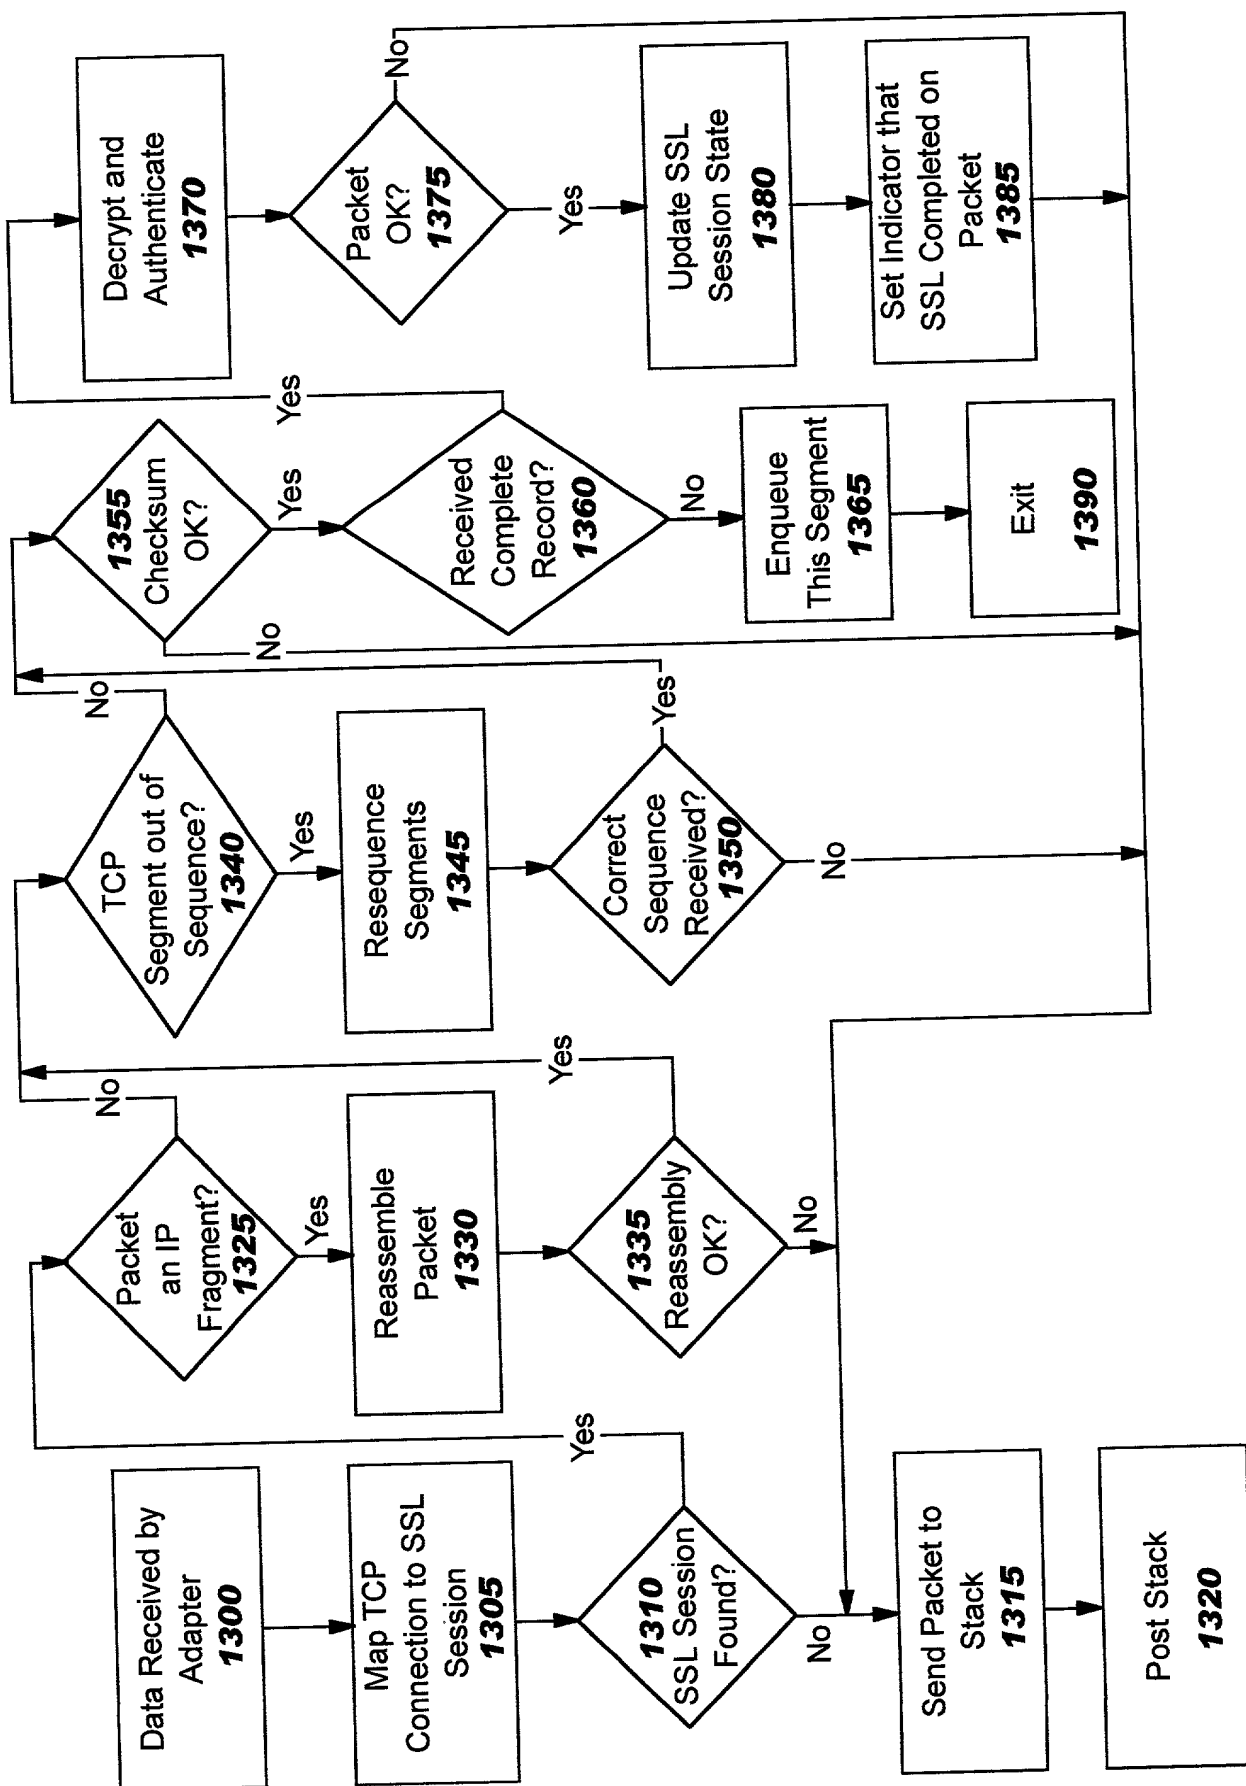 Data Received by
Adapter
1300
Map TCP
Connection to SSL
Session
1305
1310
SSL Session
Found?
Yes
No
Send Packet to
Stack
1315
Post Stack
1320
Packet
an IP
Fragment?
1325
No
Yes
Reassemble
Packet
1330
1335
Reassembly
OK?
Yes
No
TCP
Segment out of
Sequence?
1340
No
Yes
Resequence
Segments
1345
Correct
Sequence
Received?
1350
Yes
No
1355
Checksum
OK?
No
Yes
Received
Complete
Record?
1360
Yes
No
Enqueue
This Segment
1365
Exit
1390
Decrypt and
Authenticate
1370
Packet
OK?
1375
No
Yes
Update SSL
Session State
1380
Set Indicator that
SSL Completed on
Packet
1385